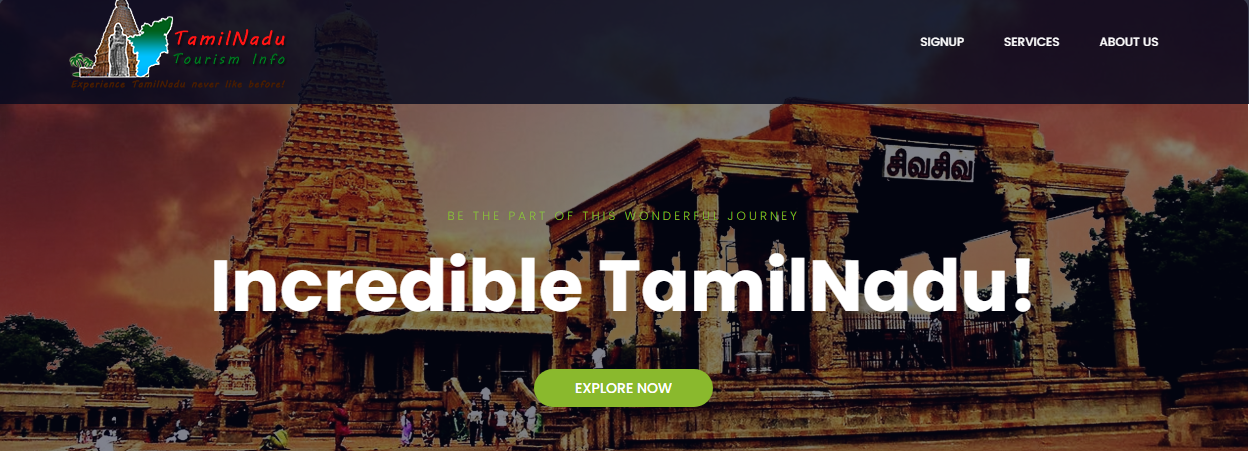 TamilNadu
Tourism Info
Experience TamilNadu never like before!
SIGNUP
SERVICES
ABOUT US
சிவசிவ
BE THE PART OF THIS WONDERFUL JOURNEY
Incredible TamilNadu!
EXPLORE NOW